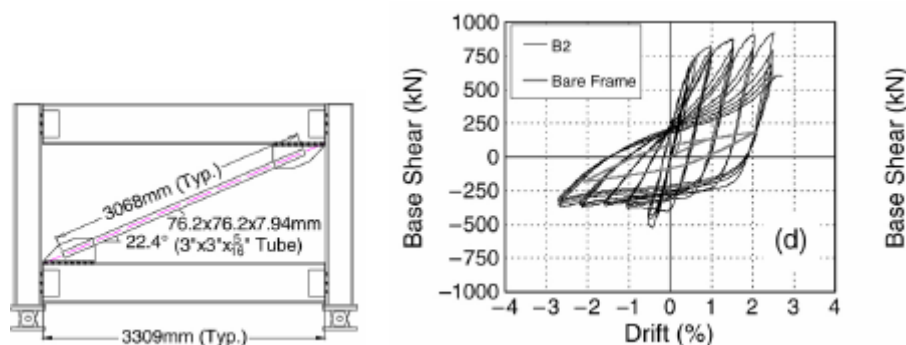 3068mm (Typ.)
76.2x76.2x7.94mm
22.4° (3"x3"x5/16" Tube)
3309mm (Typ.)
Base Shear (kN)
1000
750
500
250
0
−250
−500
−750
−1000
B2
Bare Frame
(d)
−4 −3 −2 −1 0 1 2 3 4
Drift (%)
Base Shear (kN)